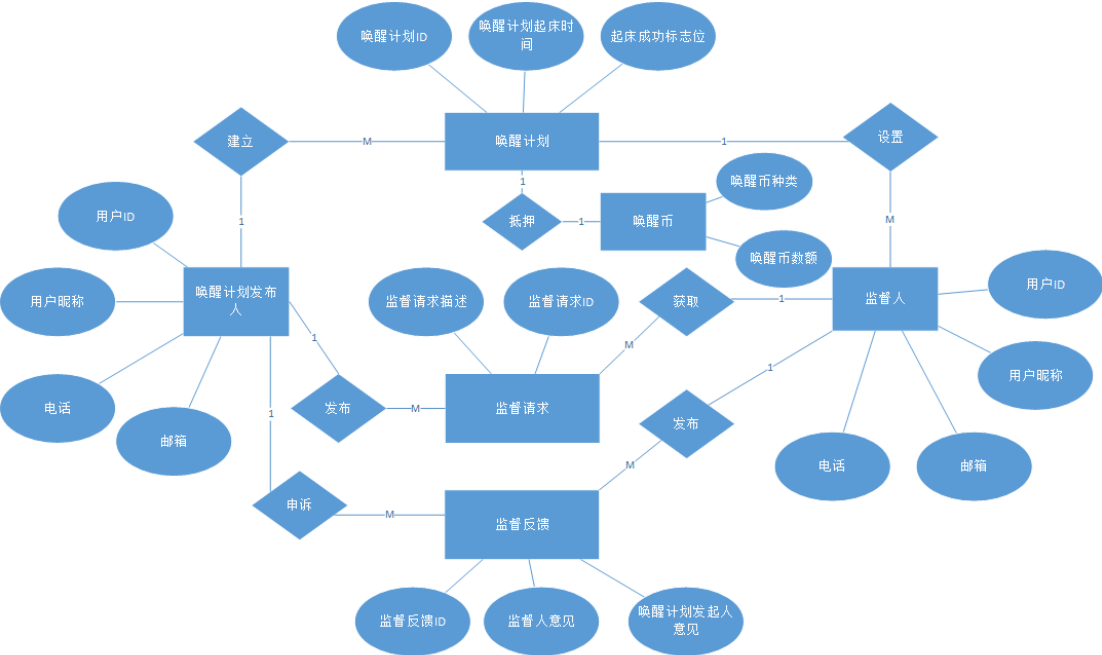 唤醒计划ID
唤醒计划起床时
间
起床成功标志位
建立
M
唤醒计划
1
设置
1
唤醒币种类
用户ID
1
抵押
1
唤醒币
M
唤醒币数额
唤醒计划发布
人
用户昵称
监督请求描述
监督请求ID
获取
1
监督人
用户ID
1
M
用户昵称
1
电话
发布
M
监督请求
发布
邮箱
1
M
电话
邮箱
申诉
M
监督反馈
监督反馈ID
监督人意见
唤醒计划发起人
意见